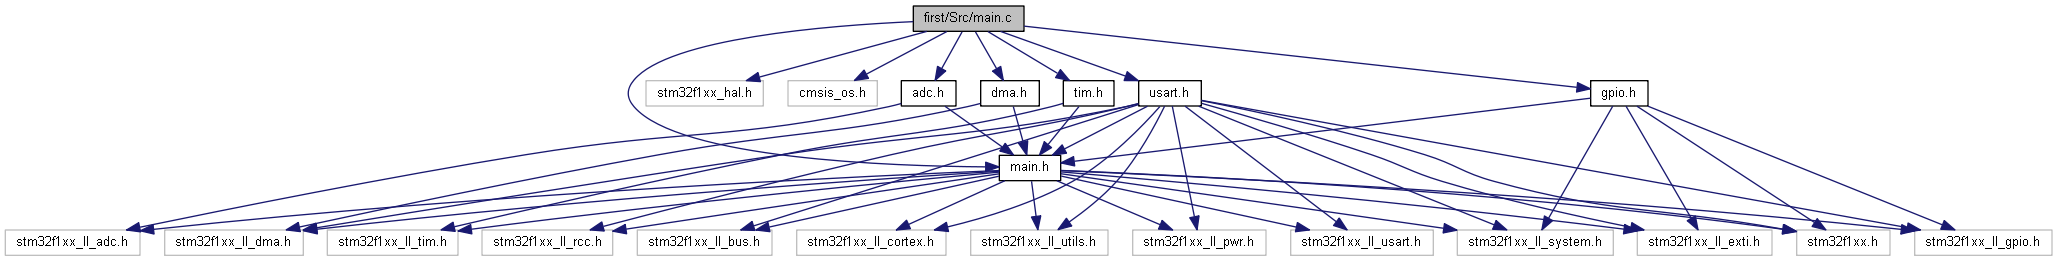 first/Src/main.c
stm32f1xx_hal.h
cmsis_os.h
adc.h
dma.h
tim.h
usart.h
gpio.h
main.h
stm32f1xx_ll_adc.h
stm32f1xx_ll_dma.h
stm32f1xx_ll_tim.h
stm32f1xx_ll_rcc.h
stm32f1xx_ll_bus.h
stm32f1xx_ll_cortex.h
stm32f1xx_ll_utils.h
stm32f1xx_ll_pwr.h
stm32f1xx_ll_usart.h
stm32f1xx_ll_system.h
stm32f1xx_ll_exti.h
stm32f1xx.h
stm32f1xx_ll_gpio.h